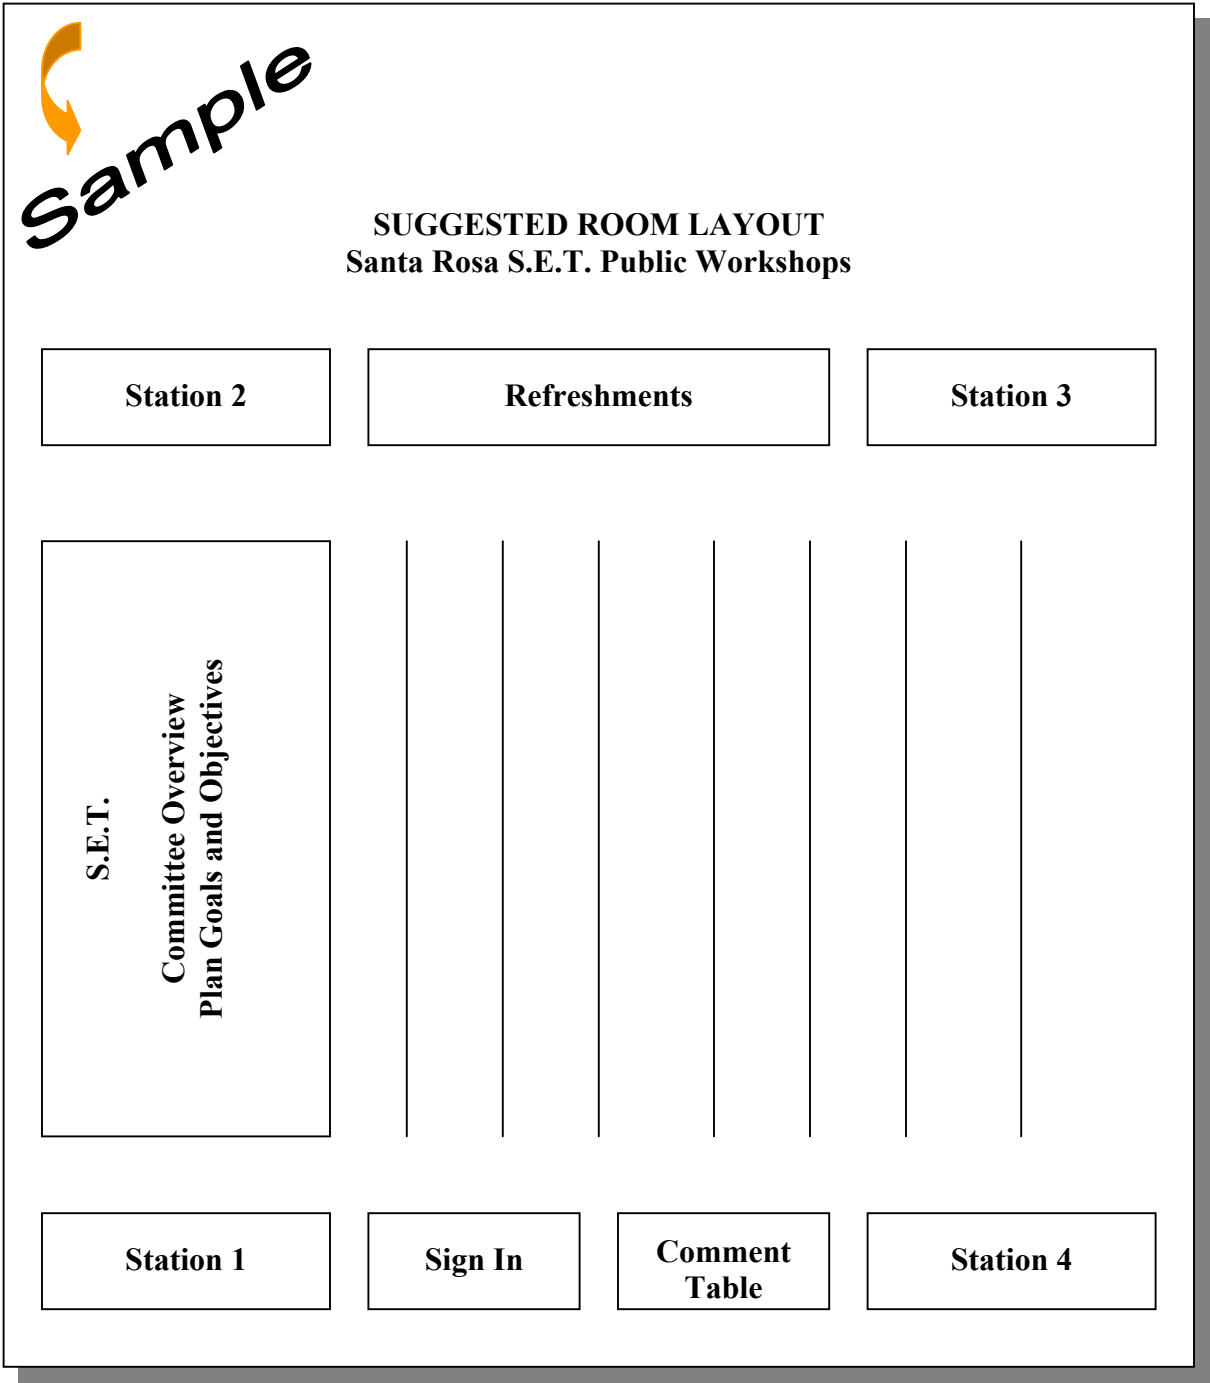 Sample
SUGGESTED ROOM LAYOUT
Santa Rosa S.E.T. Public Workshops
Station 2
Refreshments
Station 3
S.E.T.
Committee Overview
Plan Goals and Objectives
Station 1
Sign In
Comment
Table
Station 4